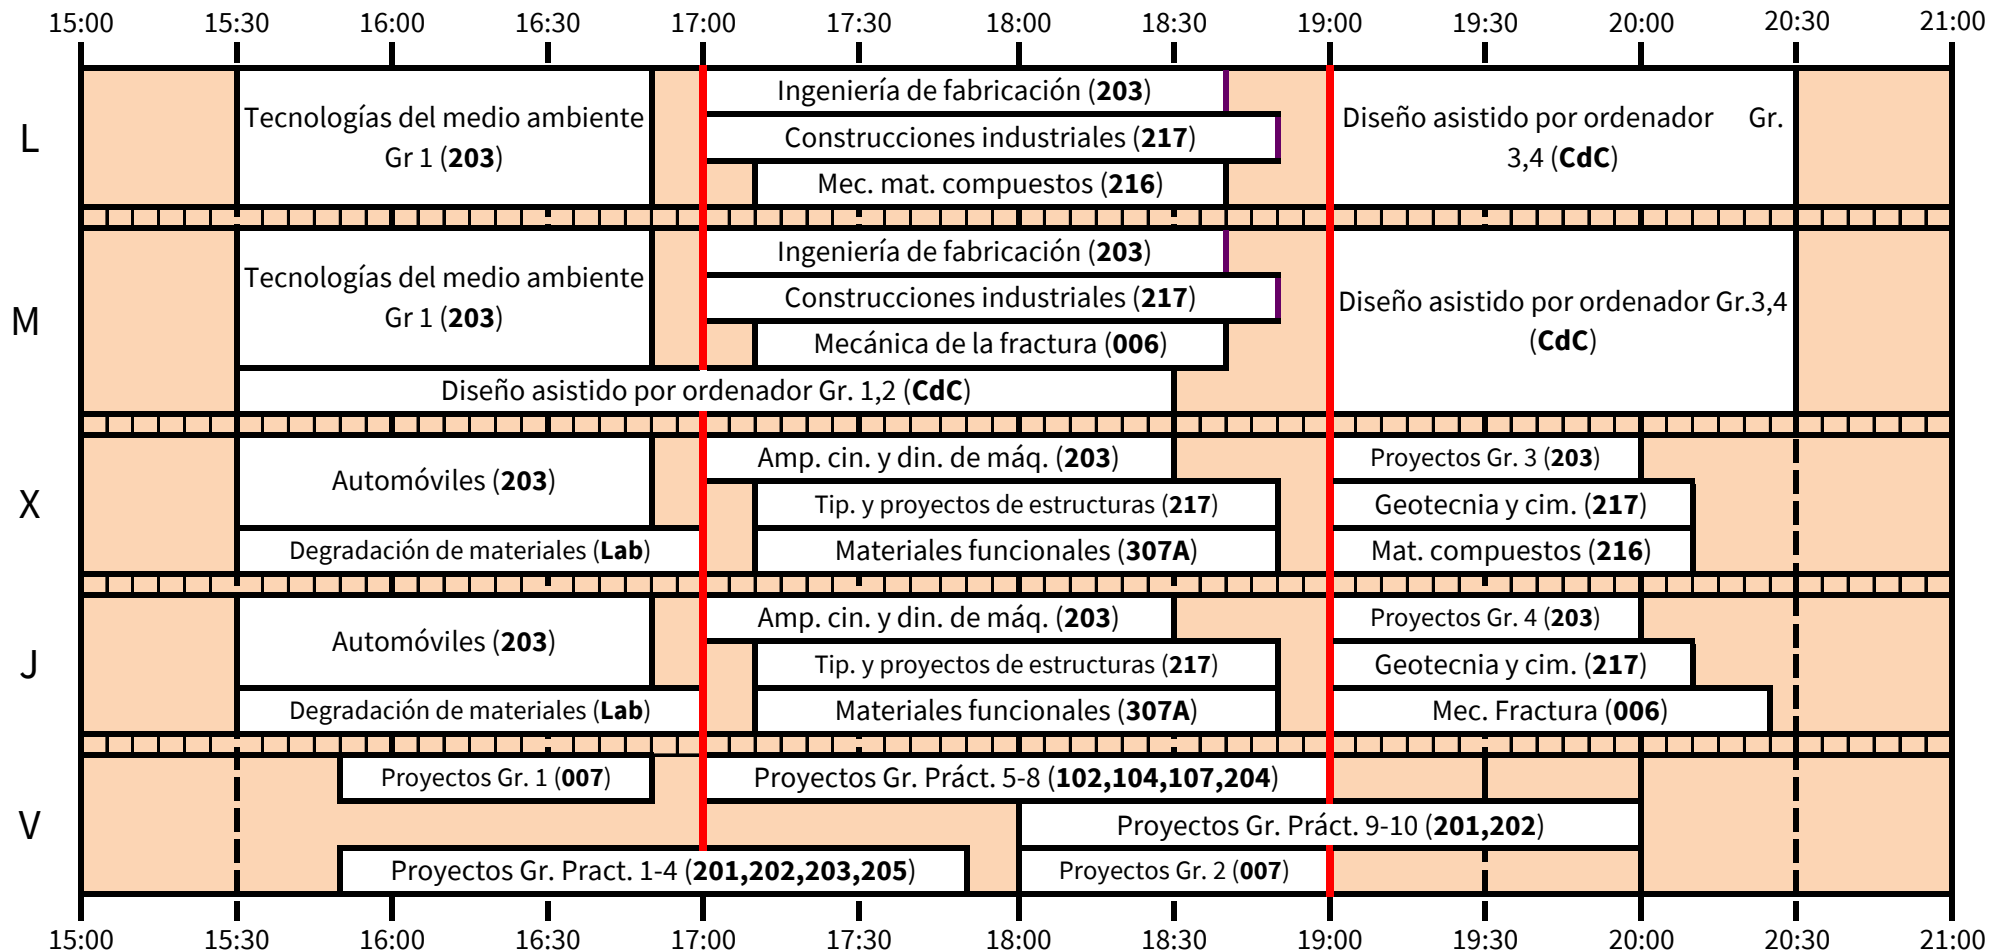 15:00 15:30 16:00 16:30 17:00 17:30 18:00 18:30 19:00 19:30 20:00 20:30 21:00
L
Tecnologías del medio ambiente
Gr 1 (203)
Ingeniería de fabricación (203)
Construcciones industriales (217)
Mec. mat. compuestos (216)
Diseño asistido por ordenador Gr.
3,4 (CdC)
M
Tecnologías del medio ambiente
Gr 1 (203)
Ingeniería de fabricación (203)
Construcciones industriales (217)
Mecánica de la fractura (006)
Diseño asistido por ordenador Gr. 1,2 (CdC)
Diseño asistido por ordenador Gr.3,4
(CdC)
X
Automóviles (203)
Degradación de materiales (Lab)
Amp. cin. y din. de máq. (203)
Tip. y proyectos de estructuras (217)
Materiales funcionales (307A)
Proyectos Gr. 3 (203)
Geotecnia y cim. (217)
Mat. compuestos (216)
J
Automóviles (203)
Degradación de materiales (Lab)
Amp. cin. y din. de máq. (203)
Tip. y proyectos de estructuras (217)
Materiales funcionales (307A)
Proyectos Gr. 4 (203)
Geotecnia y cim. (217)
Mec. Fractura (006)
V
Proyectos Gr. 1 (007)
Proyectos Gr. Práct. 5-8 (102,104,107,204)
Proyectos Gr. Práct. 9-10 (201,202)
Proyectos Gr. Pract. 1-4 (201,202,203,205)
Proyectos Gr. 2 (007)
15:00 15:30 16:00 16:30 17:00 17:30 18:00 18:30 19:00 19:30 20:00 20:30 21:00